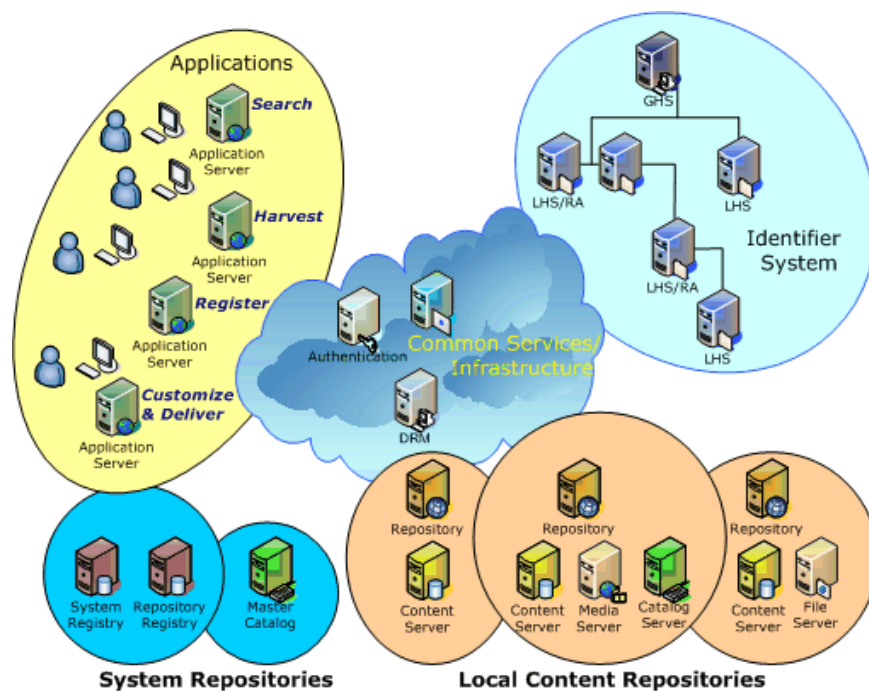 Applications
Search
Application
Server
Harvest
Application
Server
Register
Application
Server
Customize
& Deliver
Application
Server
GHS
LHS/RA
LHS
LHS/RA
LHS
Identifier
System
Authentication
Common Services/
Infrastructure
DRM
System
Registry
Repository
Registry
Master
Catalog
System Repositories
Repository
Content
Server
Repository
Content
Server
Media
Server
Catalog
Server
Repository
Content
Server
File
Server
Local Content Repositories